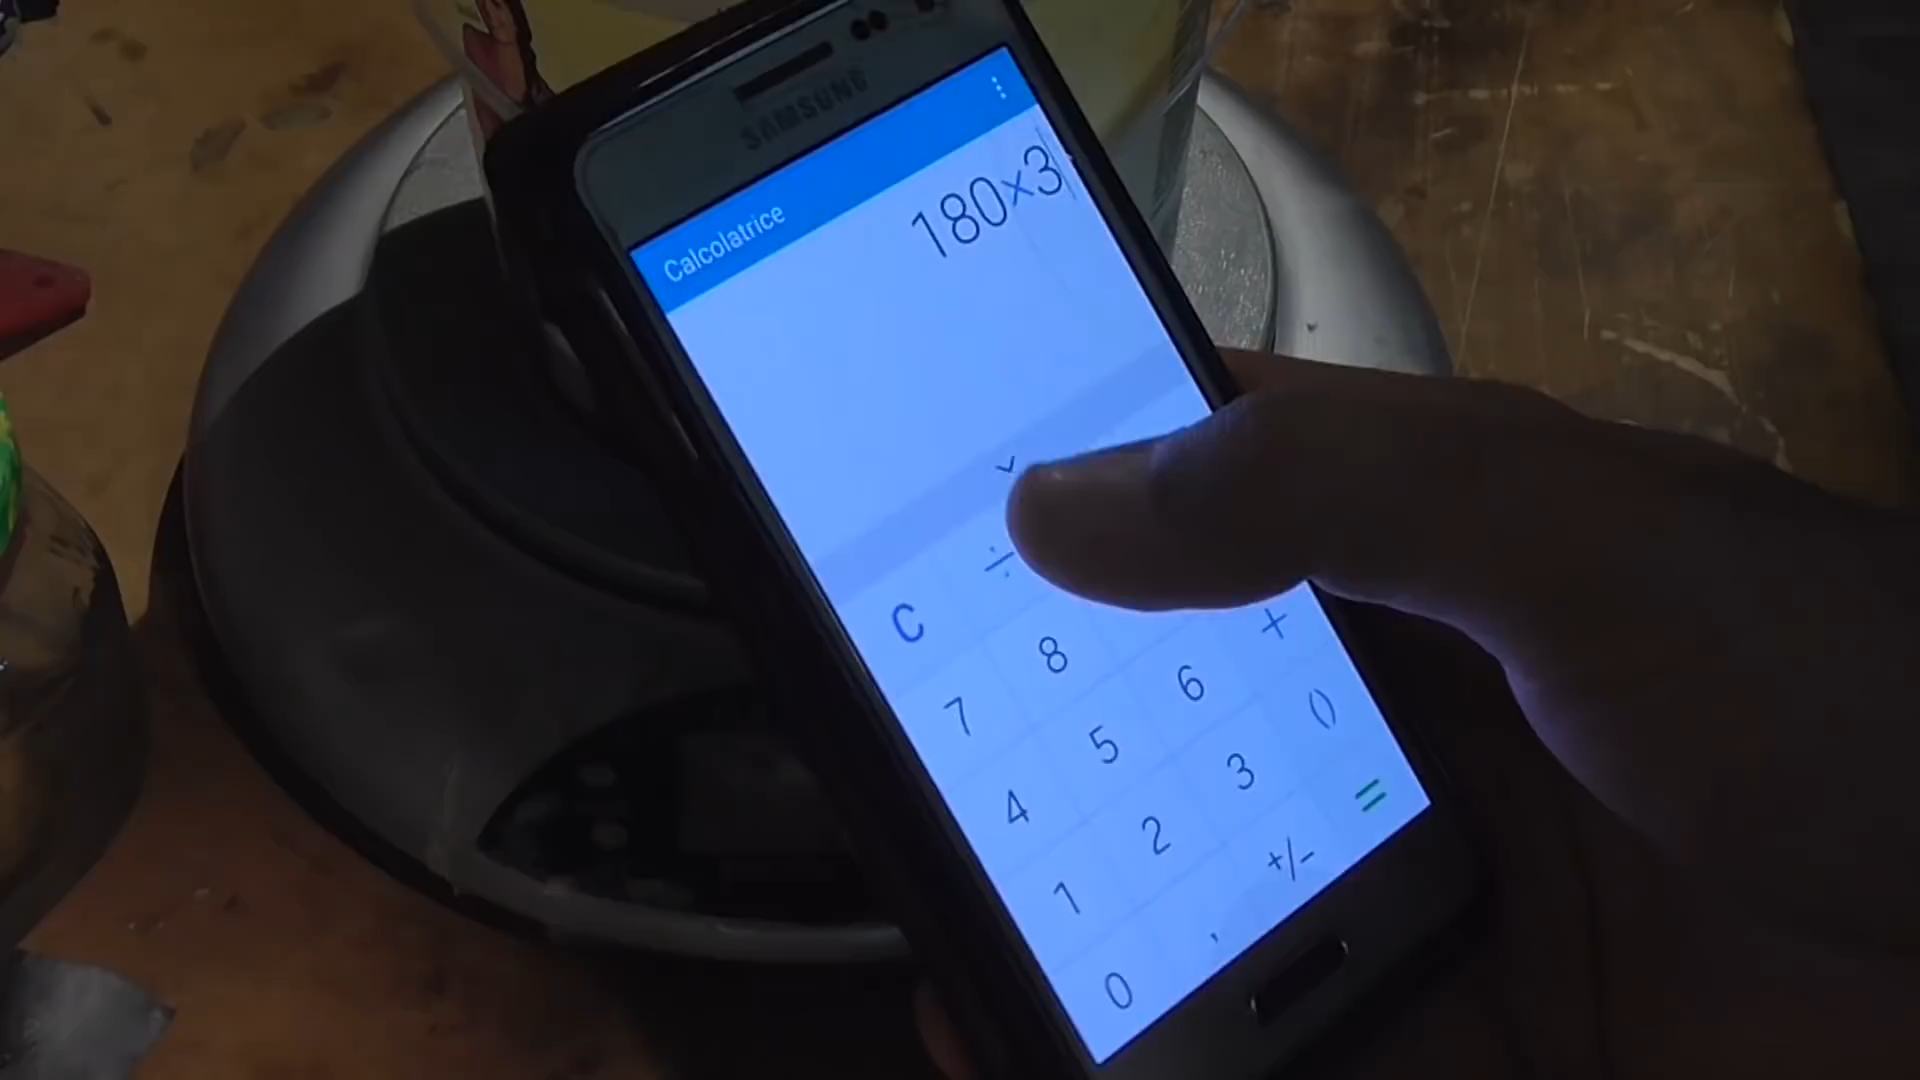 SAMSUNG
Calcolatrice
180×3
C ÷
7 8 +
4 5 6 ()
1 2 3 =
0 , +/-